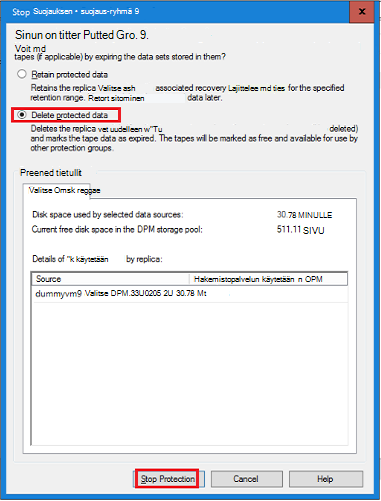 Stop Suojauksen • suojaus-ryhmä 9
Sinun on titter Putted Gro. 9.
Voit md
tapes (if applicable) by expiring the data sets stored in them?
Retain protected data
Retains the replica Valitse ash associated recovery Lajittelee md ties for the specified
retention range. Retort sitominen data later.
Delete protected data
Deletes the replica vet uudelleen w"Tu deleted)
and marks the tape data as expired. The tapes will be marked as free and available for use by
other protection groups.
Preened tietullit
Valitse Omsk reggae
Disk space used by selected data sources: 30.78 MINULLE
Current free disk space in the DPM storage pool: 511.11 SIVU
Details of "k käytetään by replica:
Source Hakemistopalvelun käytetään n OPM
dummyvm9 Valitse DPM.33U0205 2U 30.78 Mt
Stop Protection Cancel Help